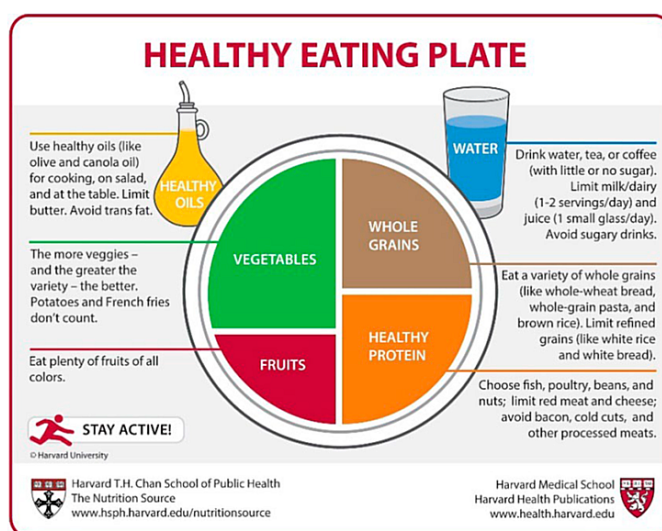 HEALTHY EATING PLATE
Use healthy oils (like
olive and canola oil)
for cooking, on salad,
and at the table. Limit
butter. Avoid trans fat.
HEALTHY
OILS
The more veggies –
and the greater the
variety – the better.
Potatoes and French fries
don't count.
Eat plenty of fruits of all
colors.
VEGETABLES
FRUITS
WHOLE
GRAINS
HEALTHY
PROTEIN
WATER
Drink water, tea, or coffee
(with little or no sugar).
Limit milk/dairy
(1-2 servings/day) and
juice (1 small glass/day).
Avoid sugary drinks.
Eat a variety of whole grains
(like whole-wheat bread,
whole-grain pasta, and
brown rice). Limit refined
grains (like white rice
and white bread).
Choose fish, poultry, beans, and
nuts; limit red meat and cheese;
avoid bacon, cold cuts, and
other processed meats.
STAY ACTIVE!
© Harvard University
Harvard T.H. Chan School of Public Health
The Nutrition Source
www.hsph.harvard.edu/nutritionsource
Harvard Medical School
Harvard Health Publications
www.health.harvard.edu